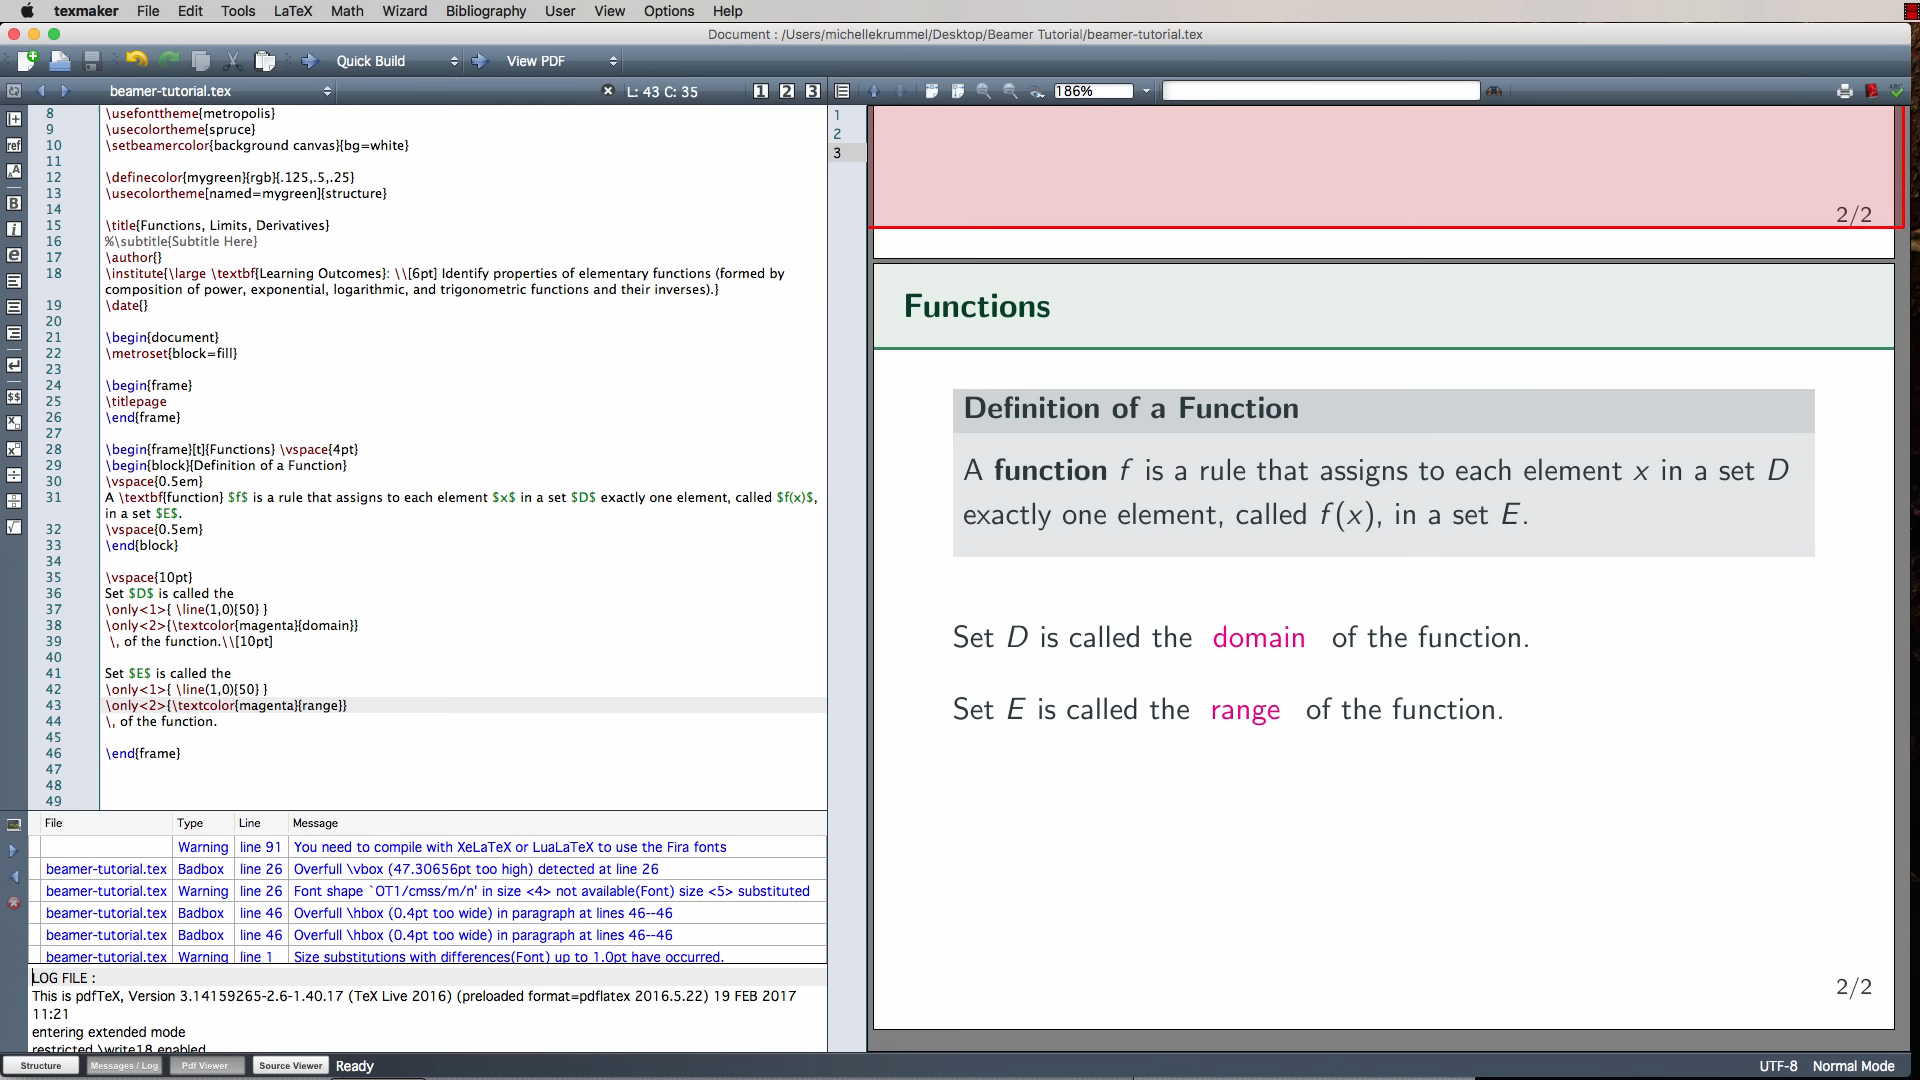 texmaker File Edit Tools LaTeX Math Wizard Bibliography User View Options Help
Document : /Users/michellekrummel/Desktop/Beamer Tutorial/beamer-tutorial.tex
Quick Build View PDF
beamer-tutorial.tex L: 43 C: 35 1 2 3 186%
8 \usefonttheme{metropolis}
9 \usecolortheme{spruce}
10 \setbeamercolor{background canvas}{bg=white}
11
12 \definecolor{mygreen}{rgb}{.125,.5,.25}
13 \usecolortheme[named=mygreen]{structure}
14
15 \title{Functions, Limits, Derivatives}
16 %\subtitle{Subtitle Here}
17 \author{}
18 \institute{\large \textbf{Learning Outcomes}: \\[6pt] Identify properties of elementary functions (formed by
composition of power, exponential, logarithmic, and trigonometric functions and their inverses).}
19 \date{}
20
21 \begin{document}
22 \metroset{block=fill}
23
24 \begin{frame}
25 \titlepage
26 \end{frame}
27
28 \begin{frame}[t]{Functions} \vspace{4pt}
29 \begin{block}{Definition of a Function}
30 \vspace{0.5em}
31 A \textbf{function} $f$ is a rule that assigns to each element $x$ in a set $D$ exactly one element, called $f(x)$,
in a set $E$.
32 \vspace{0.5em}
33 \end{block}
34
35 \vspace{10pt}
36 Set $D$ is called the
37 \only<1>{ \line(1,0){50} }
38 \only<2>{\textcolor{magenta}{domain}}
39 \, of the function.\\[10pt]
40
41 Set $E$ is called the
42 \only<1>{ \line(1,0){50} }
43 \only<2>{\textcolor{magenta}{range}}
44 \, of the function.
45
46 \end{frame}
47
48
49
ref
B
i
e
$$
File Type Line Message
Warning line 91 You need to compile with XeLaTeX or LuaLaTeX to use the Fira fonts
beamer-tutorial.tex Badbox line 26 Overfull \vbox (47.30656pt too high) detected at line 26
beamer-tutorial.tex Warning line 26 Font shape `OT1/cmss/m/n' in size <4> not available(Font) size <5> substituted
beamer-tutorial.tex Badbox line 46 Overfull \hbox (0.4pt too wide) in paragraph at lines 46--46
beamer-tutorial.tex Badbox line 46 Overfull \hbox (0.4pt too wide) in paragraph at lines 46--46
beamer-tutorial.tex Warning line 1 Size substitutions with differences(Font) up to 1.0pt have occurred.
LOG FILE :
This is pdfTeX, Version 3.14159265-2.6-1.40.17 (TeX Live 2016) (preloaded format=pdflatex 2016.5.22) 19 FEB 2017
11:21
entering extended mode
restricted \write18 enabled
1
2
3
2/2
Functions
Definition of a Function
A function f is a rule that assigns to each element x in a set D
exactly one element, called f(x), in a set E.
Set D is called the domain of the function.
Set E is called the range of the function.
2/2
Structure Messages / Log Pdf Viewer Source Viewer Ready UTF-8 Normal Mode